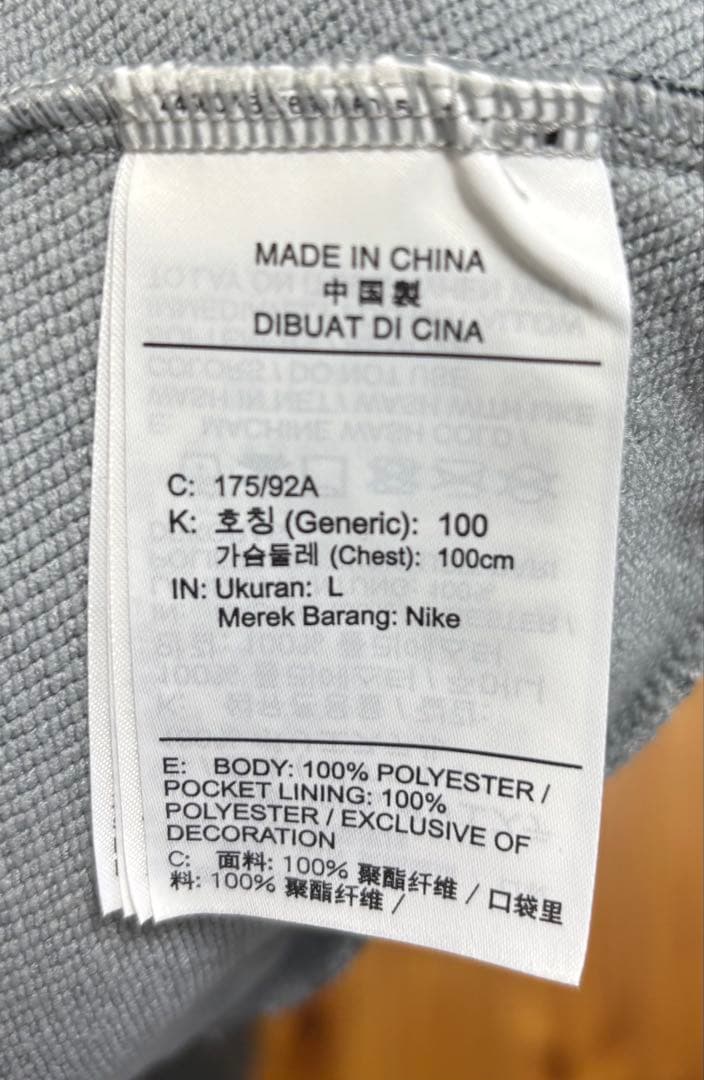 MADE IN CHINA
中国製
DIBUAT DI CINA
C: 175/92A
K: 호칭 (Generic): 100
가슴둘레 (Chest): 100cm
IN: Ukuran: L
Merek Barang: Nike
E: BODY: 100% POLYESTER /
POCKET LINING: 100%
POLYESTER / EXCLUSIVE OF
DECORATION
C: 面料: 100% 聚酯纤维 / 口袋里
料: 100% 聚酯纤维 /